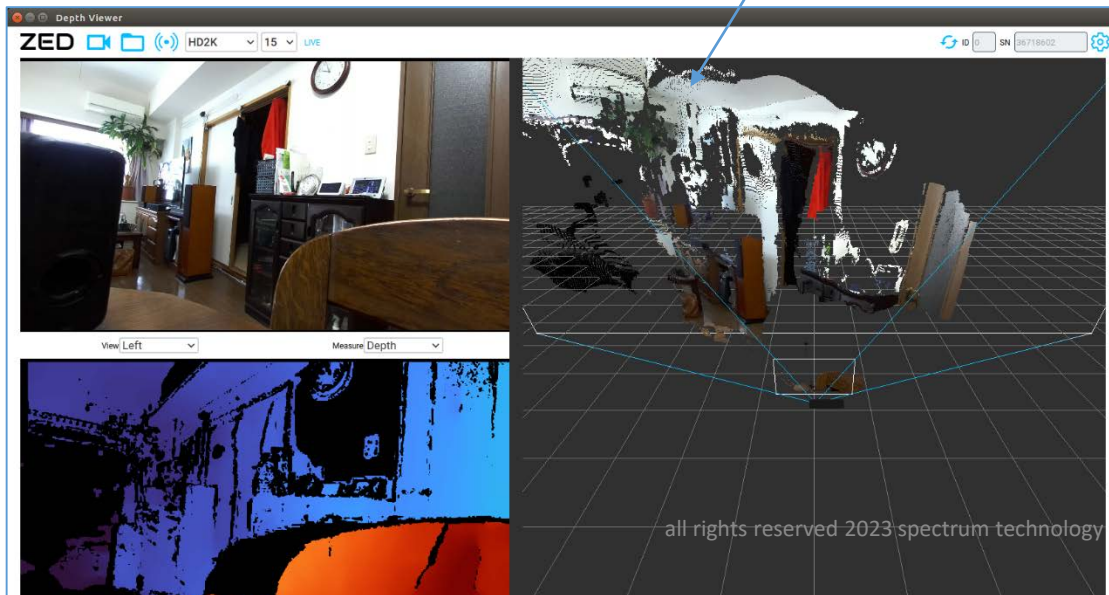 Depth Viewer
ZED HD2K 15 LIVE ID 0 SN 36718602
View Left Measure Depth
all rights reserved 2023 spectrum technology